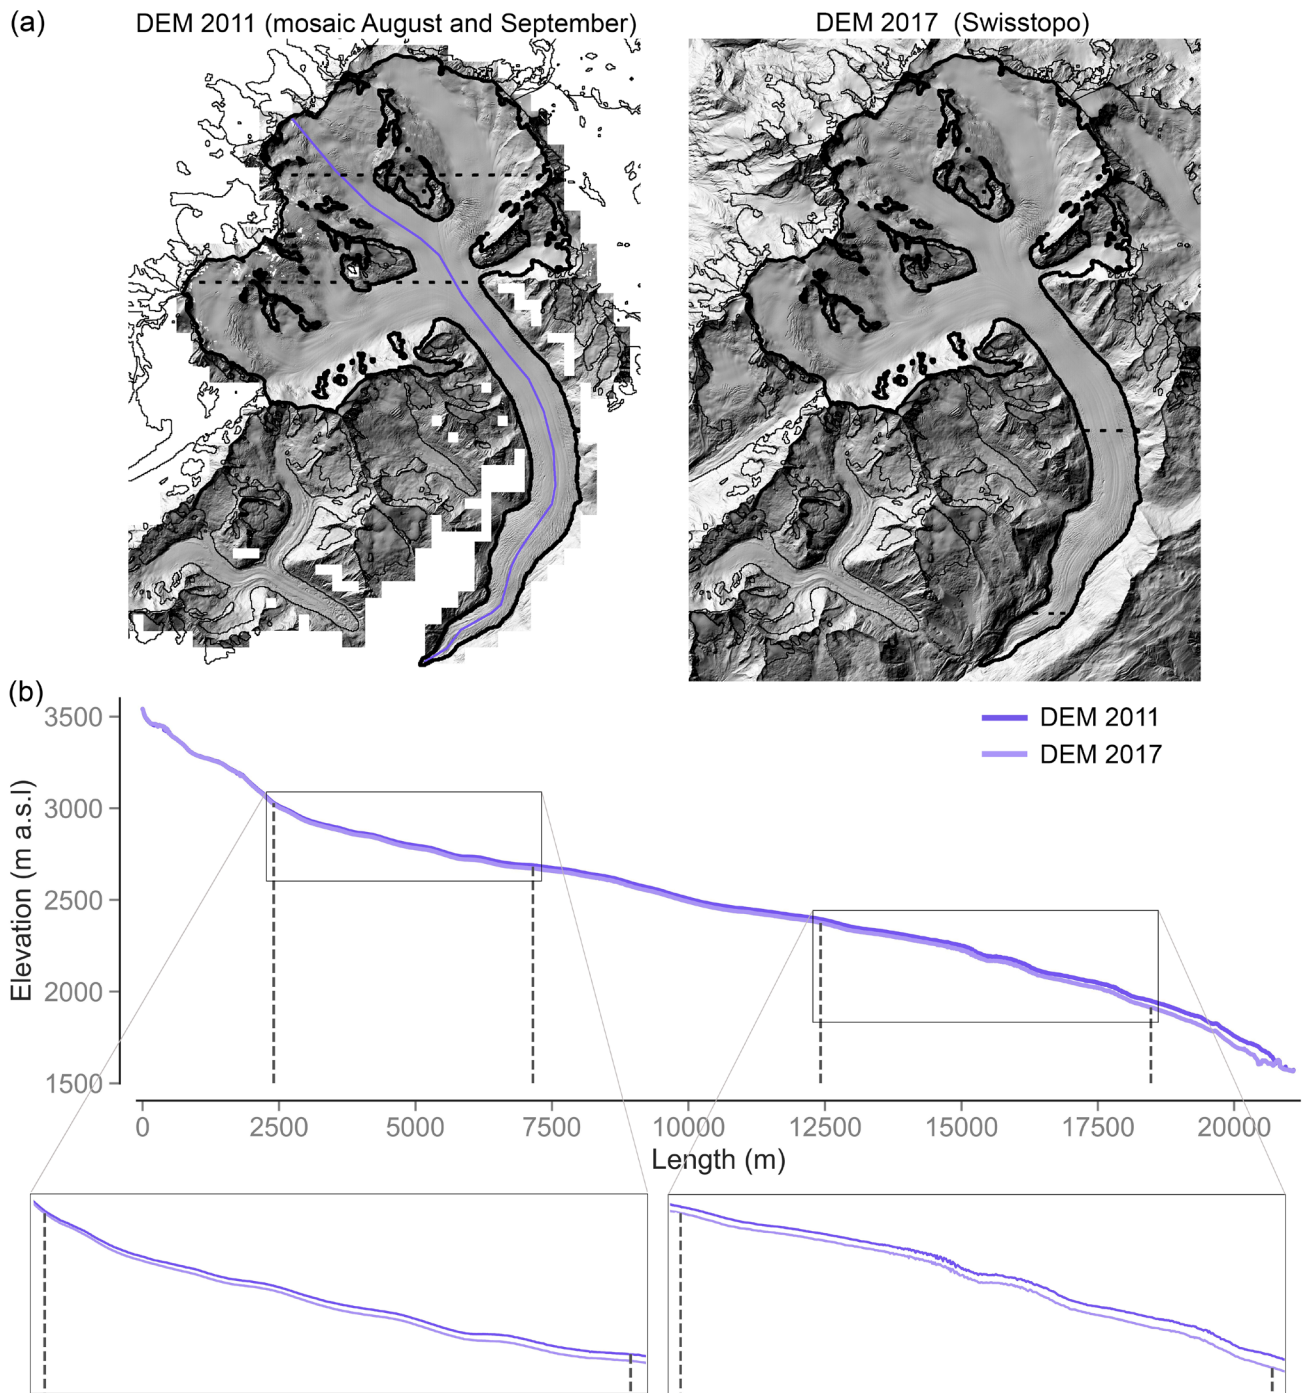 (a)
DEM 2011 (mosaic August and September)
DEM 2017 (Swisstopo)
(b)
DEM 2011
DEM 2017
Elevation (m a.s.l)
3500
3000
2500
2000
1500
0 2500 5000 7500 10000 12500 15000 17500 20000
Length (m)